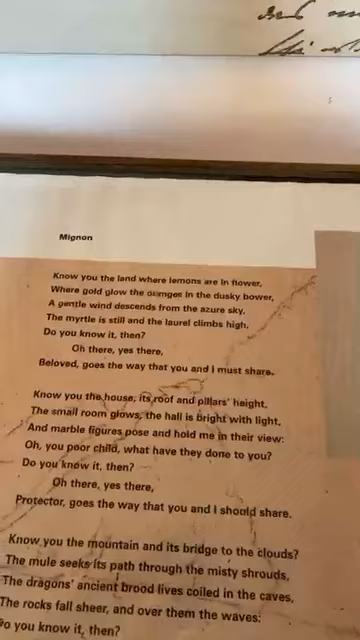 Mignon
Know you the land where lemons are in flower,
Where gold glow the oranges in the dusky bower,
A gentle wind descends from the azure sky,
The myrtle is still and the laurel climbs high,
Do you know it, then?
Oh there, yes there,
Beloved, goes the way that you and I must share.
Know you the house, its roof and pillars' height,
The small room glows, the hall is bright with light,
And marble figures pose and hold me in their view:
Oh, you poor child, what have they done to you?
Do you know it, then?
Oh there, yes there,
Protector, goes the way that you and I should share.
Know you the mountain and its bridge to the clouds?
The mule seeks its path through the misty shrouds,
The dragons' ancient brood lives coiled in the caves,
The rocks fall sheer, and over them the waves:
Do you know it, then?